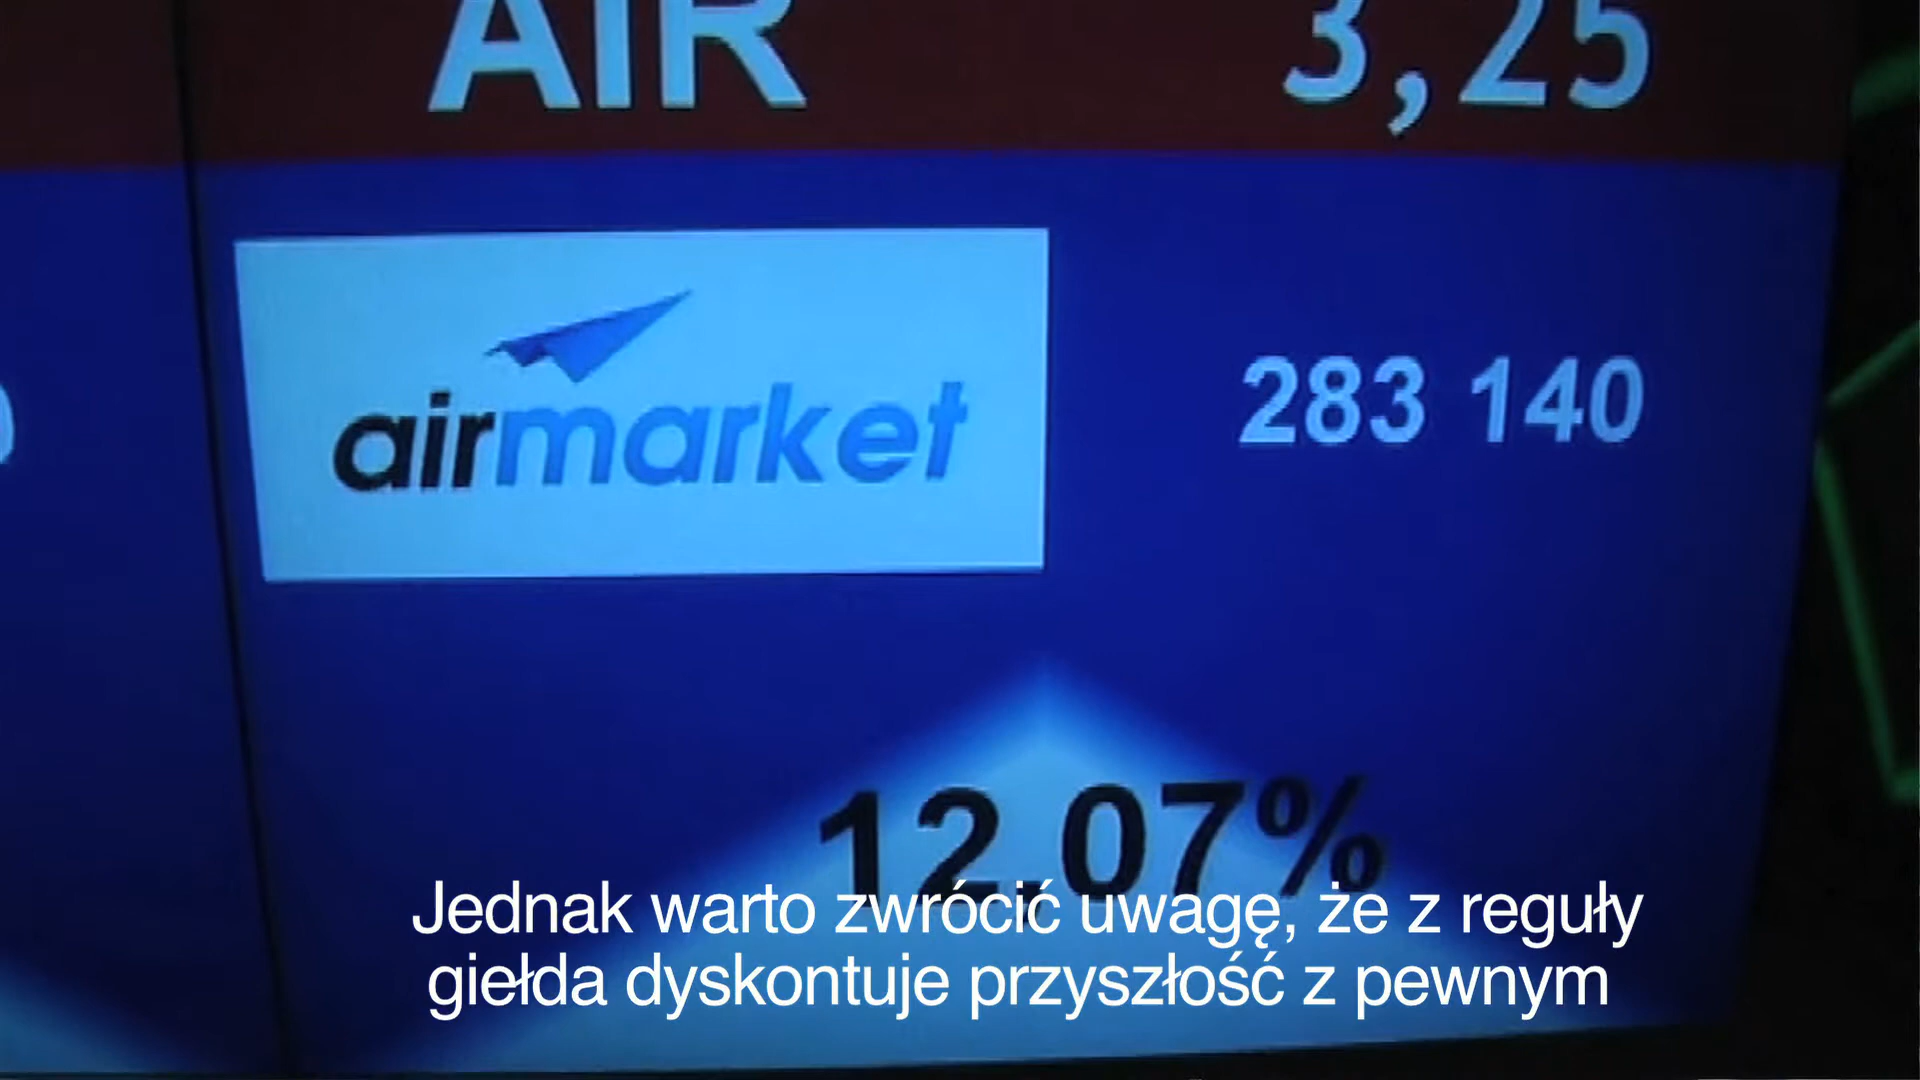 AIR 3,25
airmarket
283 140
12,07%
Jednak warto zwrócić uwagę, że z reguły
giełda dyskontuje przyszłość z pewnym